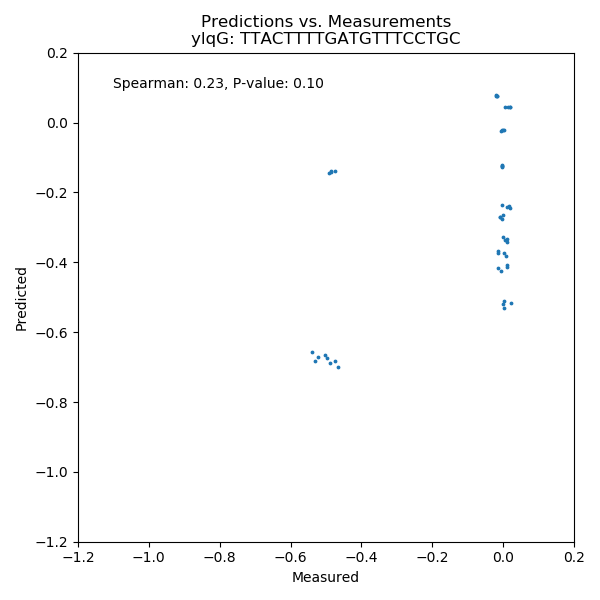 Predictions vs. Measurements
ylqG: TTACTTTTGATGTTTCCTGC
Spearman: 0.23, P-value: 0.10
0.2
0.0
−0.2
−0.4
−0.6
−0.8
−1.0
−1.2
Predicted
−1.2 −1.0 −0.8 −0.6 −0.4 −0.2 0.0 0.2
Measured